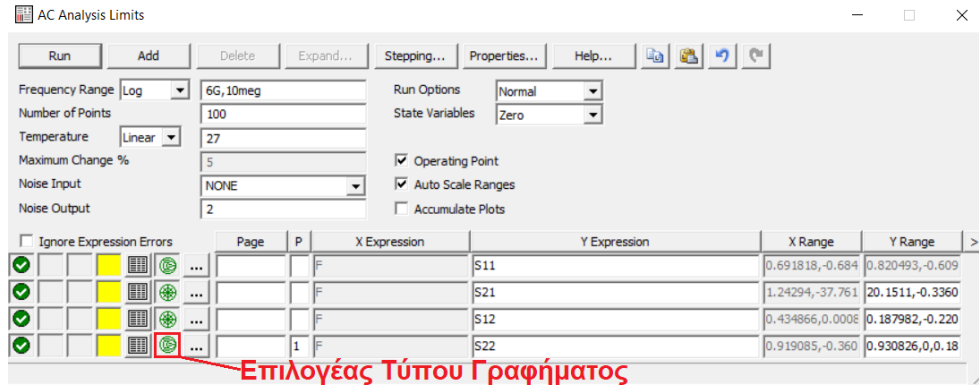 AC Analysis Limits
Run Add Delete Expand... Stepping... Properties... Help...
Frequency Range Log 6G,10meg Run Options Normal
Number of Points 100 State Variables Zero
Temperature Linear 27
Maximum Change % 5 Operating Point
Noise Input NONE Auto Scale Ranges
Noise Output 2 Accumulate Plots
Ignore Expression Errors Page P X Expression Y Expression X Range Y Range >
... F S11 0.691818,-0.684 0.820493,-0.609
... F S21 1.24294,-37.761 20.1511,-0.3360
... F S12 0.434866,0.0008 0.187982,-0.220
... 1 F S22 0.919085,-0.360 0.930826,0,0.18
Επιλογέας Τύπου Γραφήματος